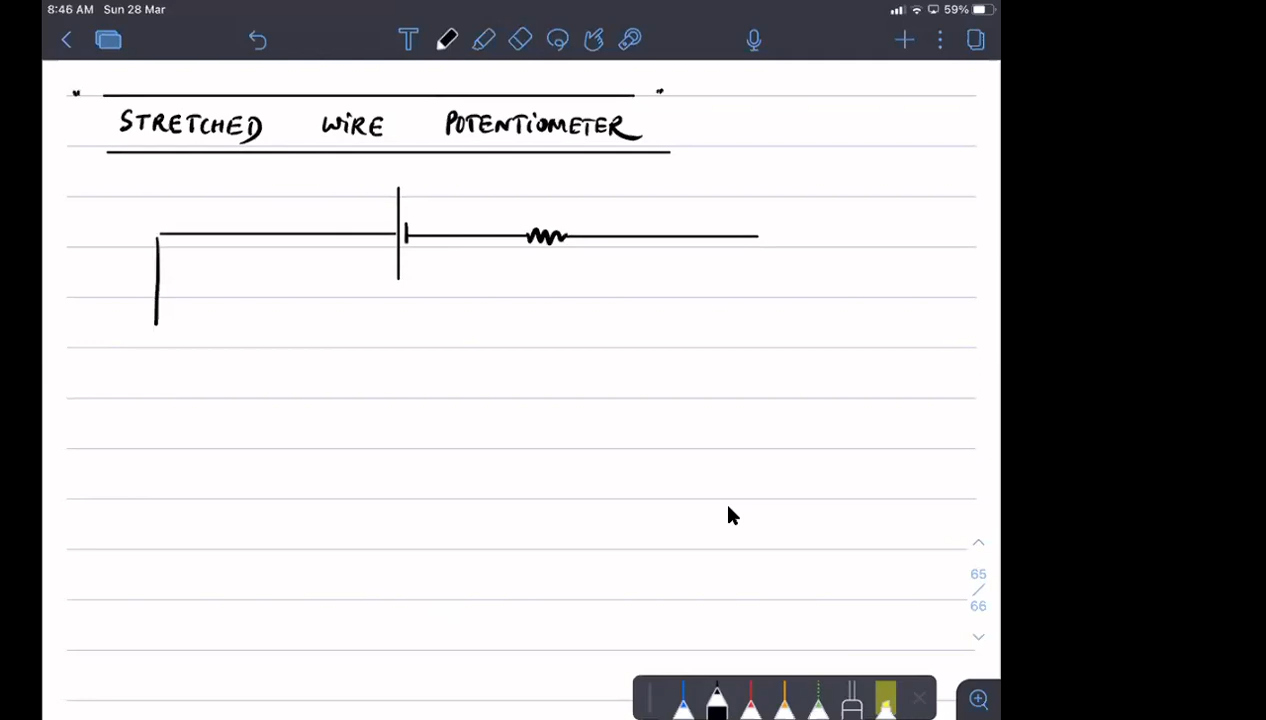 8:46 AM Sun 28 Mar
59%
T
" "
STRETCHED WIRE POTENTIOMETER
65
66